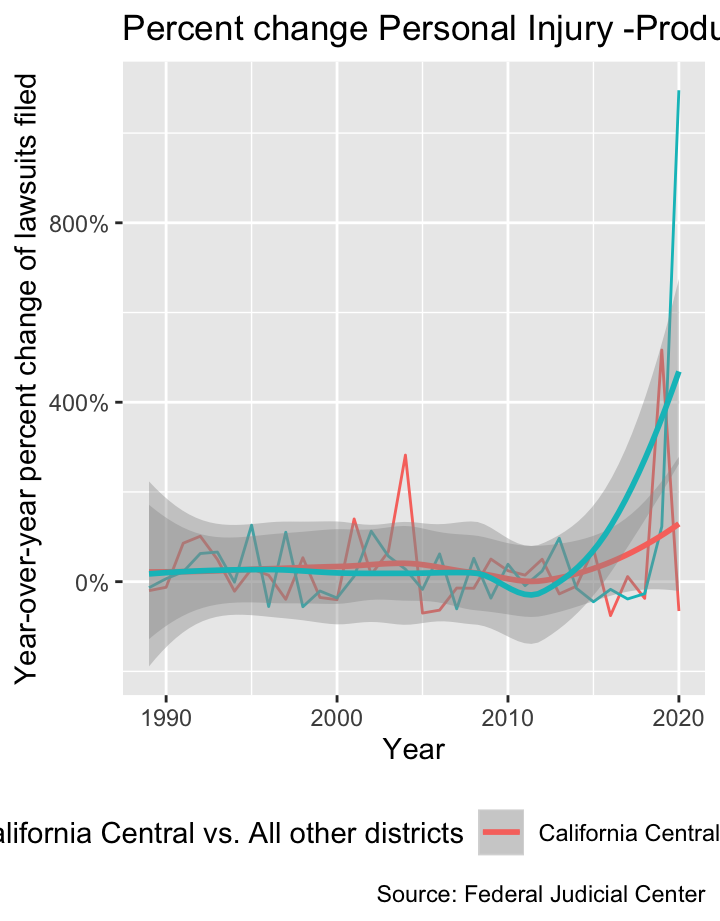 Percent change Personal Injury -Produ
Year-over-year percent change of lawsuits filed
800%
400%
0%
1990 2000 2010 2020
Year
alifornia Central vs. All other districts California Central
Source: Federal Judicial Center